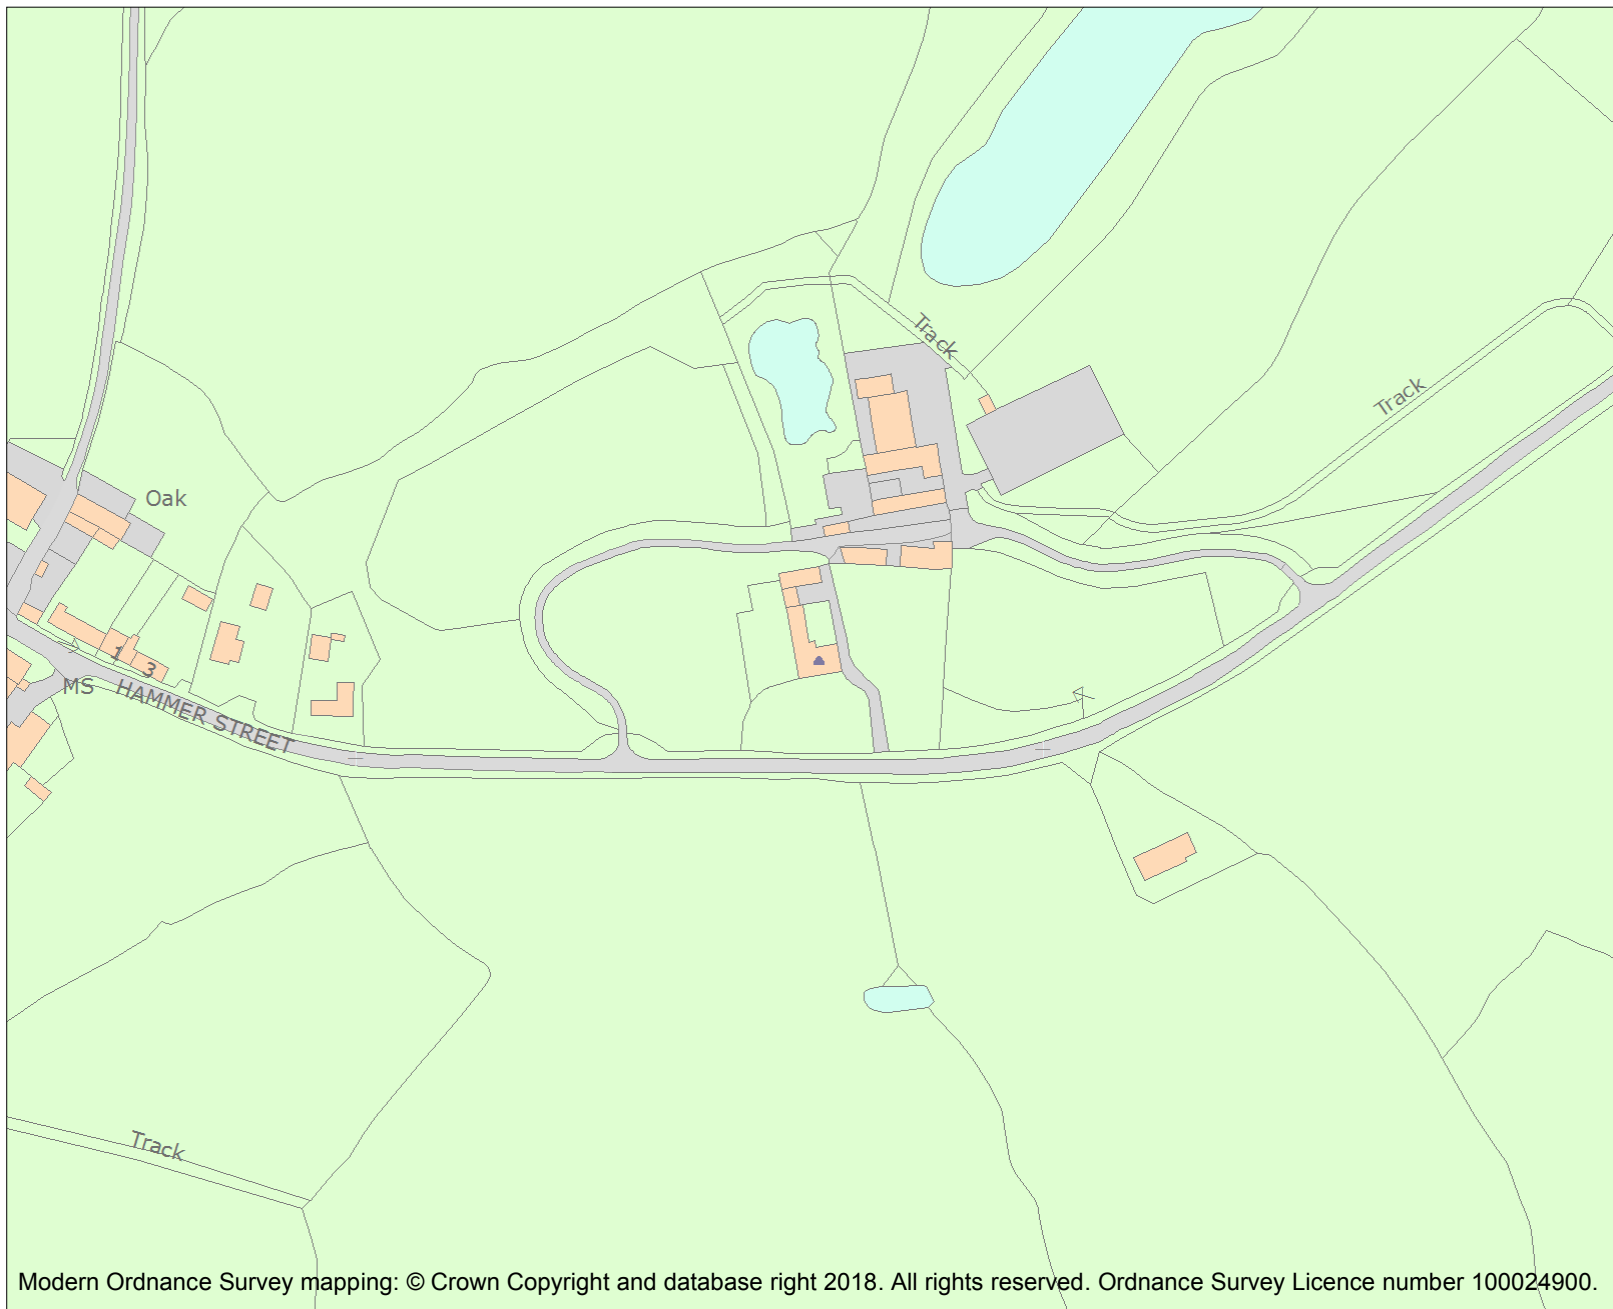 Track
Track
Oak
1
3
MS
HAMMER STREET
Track
Modern Ordnance Survey mapping: © Crown Copyright and database right 2018. All rights reserved. Ordnance Survey Licence number 100024900.